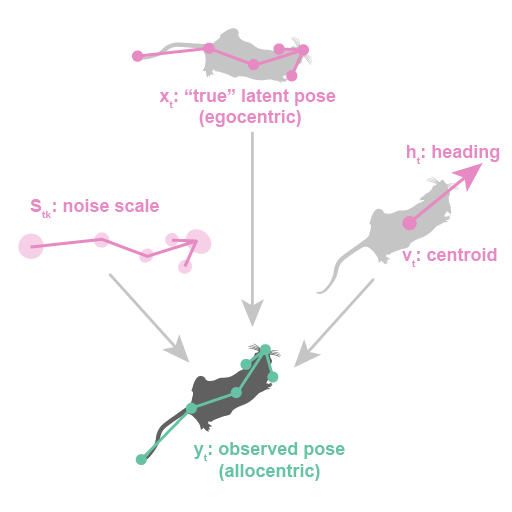 xt: “true” latent pose
(egocentric)
ht: heading
Stk: noise scale
vt: centroid
yt: observed pose
(allocentric)